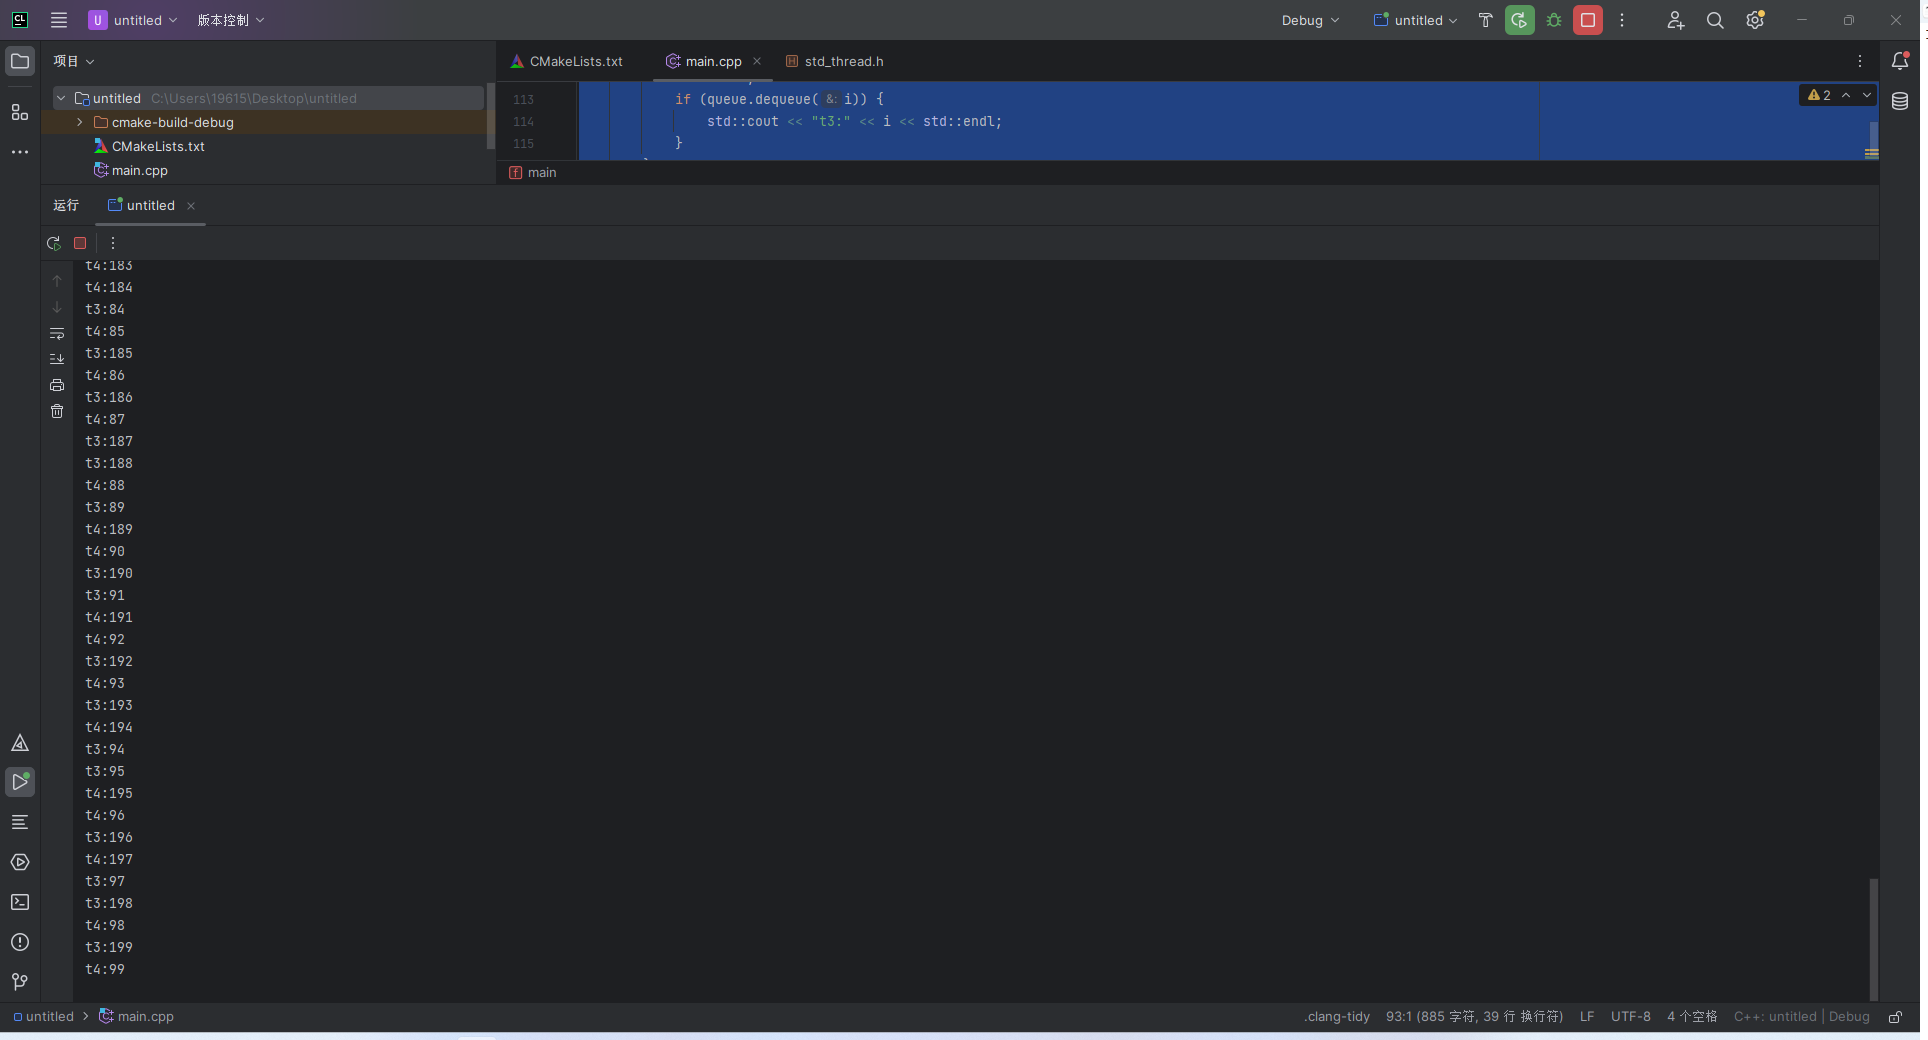 CL
U untitled 版本控制 Debug untitled
项目
CMakeLists.txt main.cpp std_thread.h
untitled C:\Users\19615\Desktop\untitled
cmake-build-debug
CMakeLists.txt
main.cpp
113 if (queue.dequeue( &: i)) {
114 std::cout << "t3:" << i << std::endl;
115 }
2
main
运行 untitled
t4:183
t4:184
t3:84
t4:85
t3:185
t4:86
t3:186
t4:87
t3:187
t3:188
t4:88
t3:89
t4:189
t4:90
t3:190
t3:91
t4:191
t4:92
t3:192
t4:93
t3:193
t4:194
t3:94
t3:95
t4:195
t4:96
t3:196
t4:197
t3:97
t3:198
t4:98
t3:199
t4:99
untitled main.cpp .clang-tidy 93:1 (885 字符, 39 行 换行符) LF UTF-8 4 个空格 C++: untitled | Debug